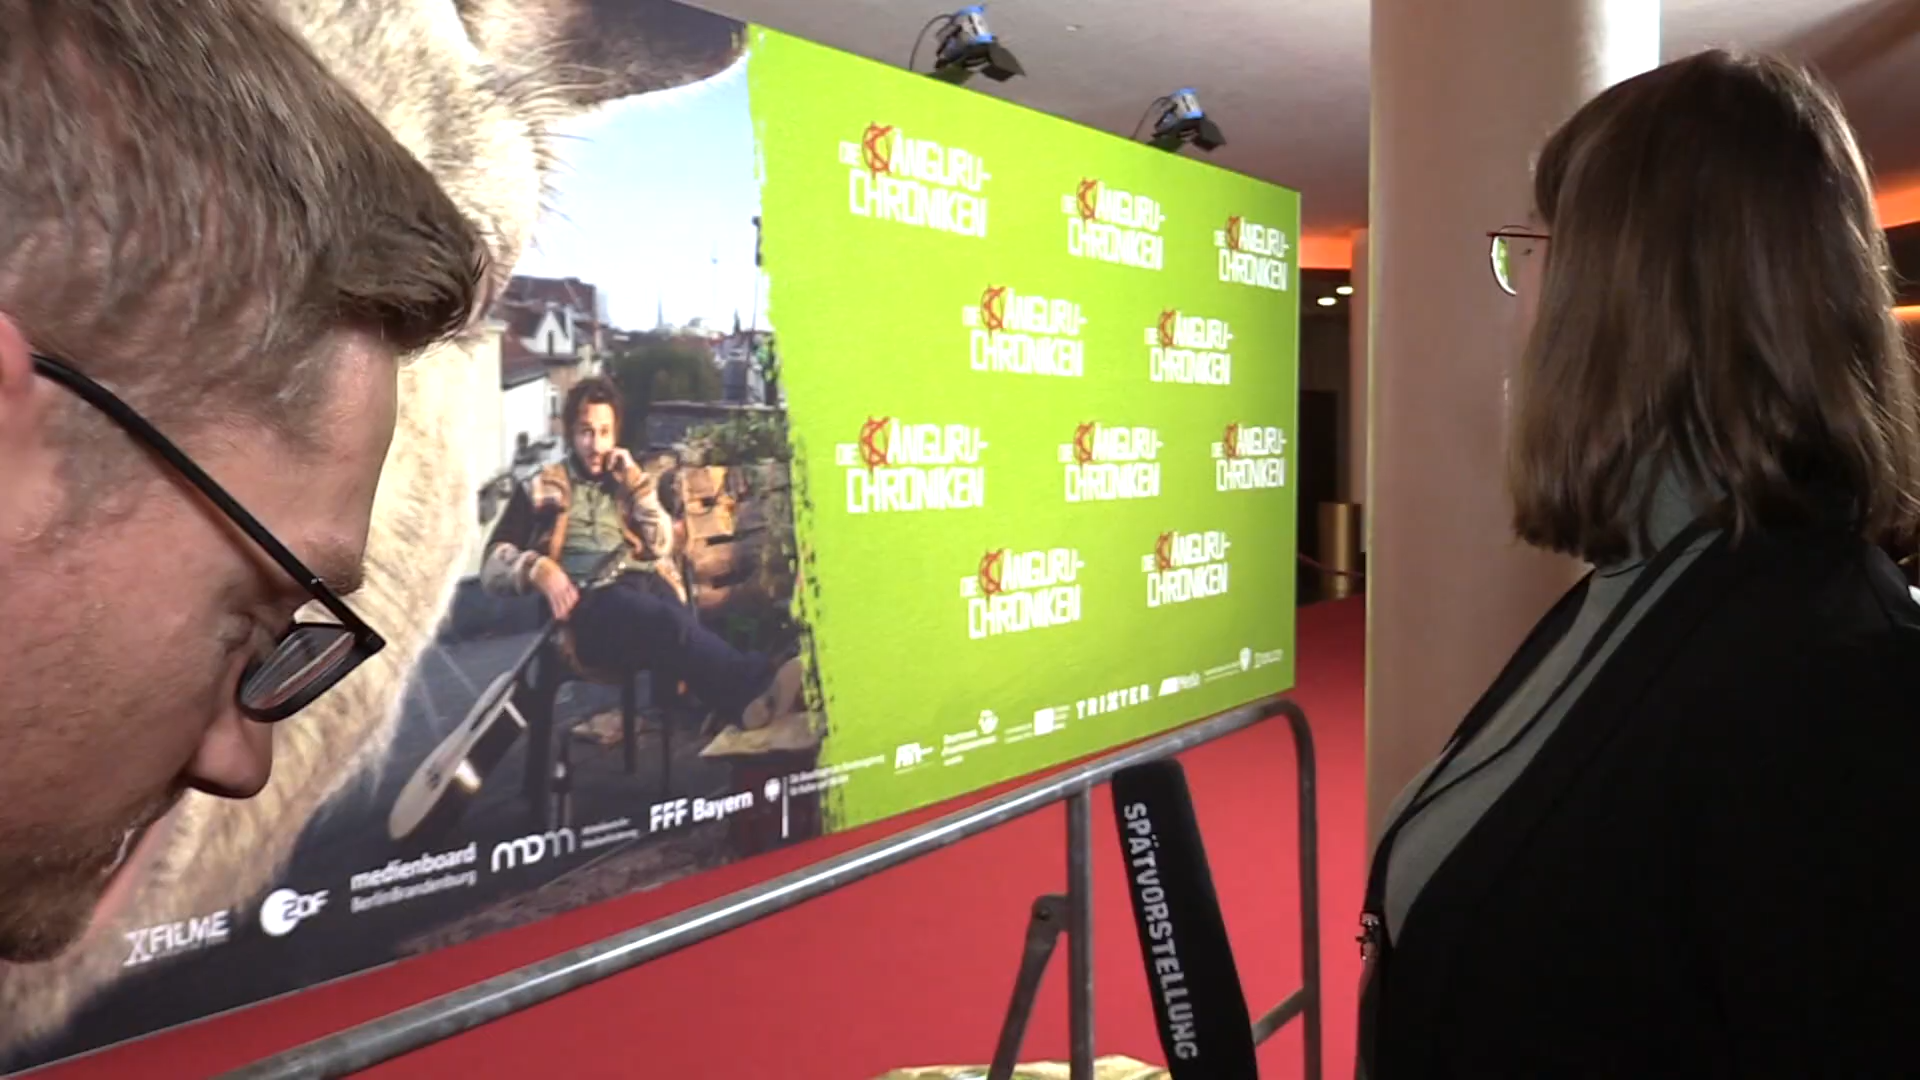 DIE KÄNGURU-
CHRONIKEN
DIE KÄNGURU-
CHRONIKEN
DIE KÄNGURU-
CHRONIKEN
DIE KÄNGURU-
CHRONIKEN
DIE KÄNGURU-
CHRONIKEN
DIE KÄNGURU-
CHRONIKEN
DIE KÄNGURU-
CHRONIKEN
DIE KÄNGURU-
CHRONIKEN
DIE KÄNGURU-
CHRONIKEN
DIE KÄNGURU-
CHRONIKEN
X FILME
ZDF
medienboard
BerlinBrandenburg
mDm
FFF Bayern
TRIXTER
SPÄTVORSTELLUNG